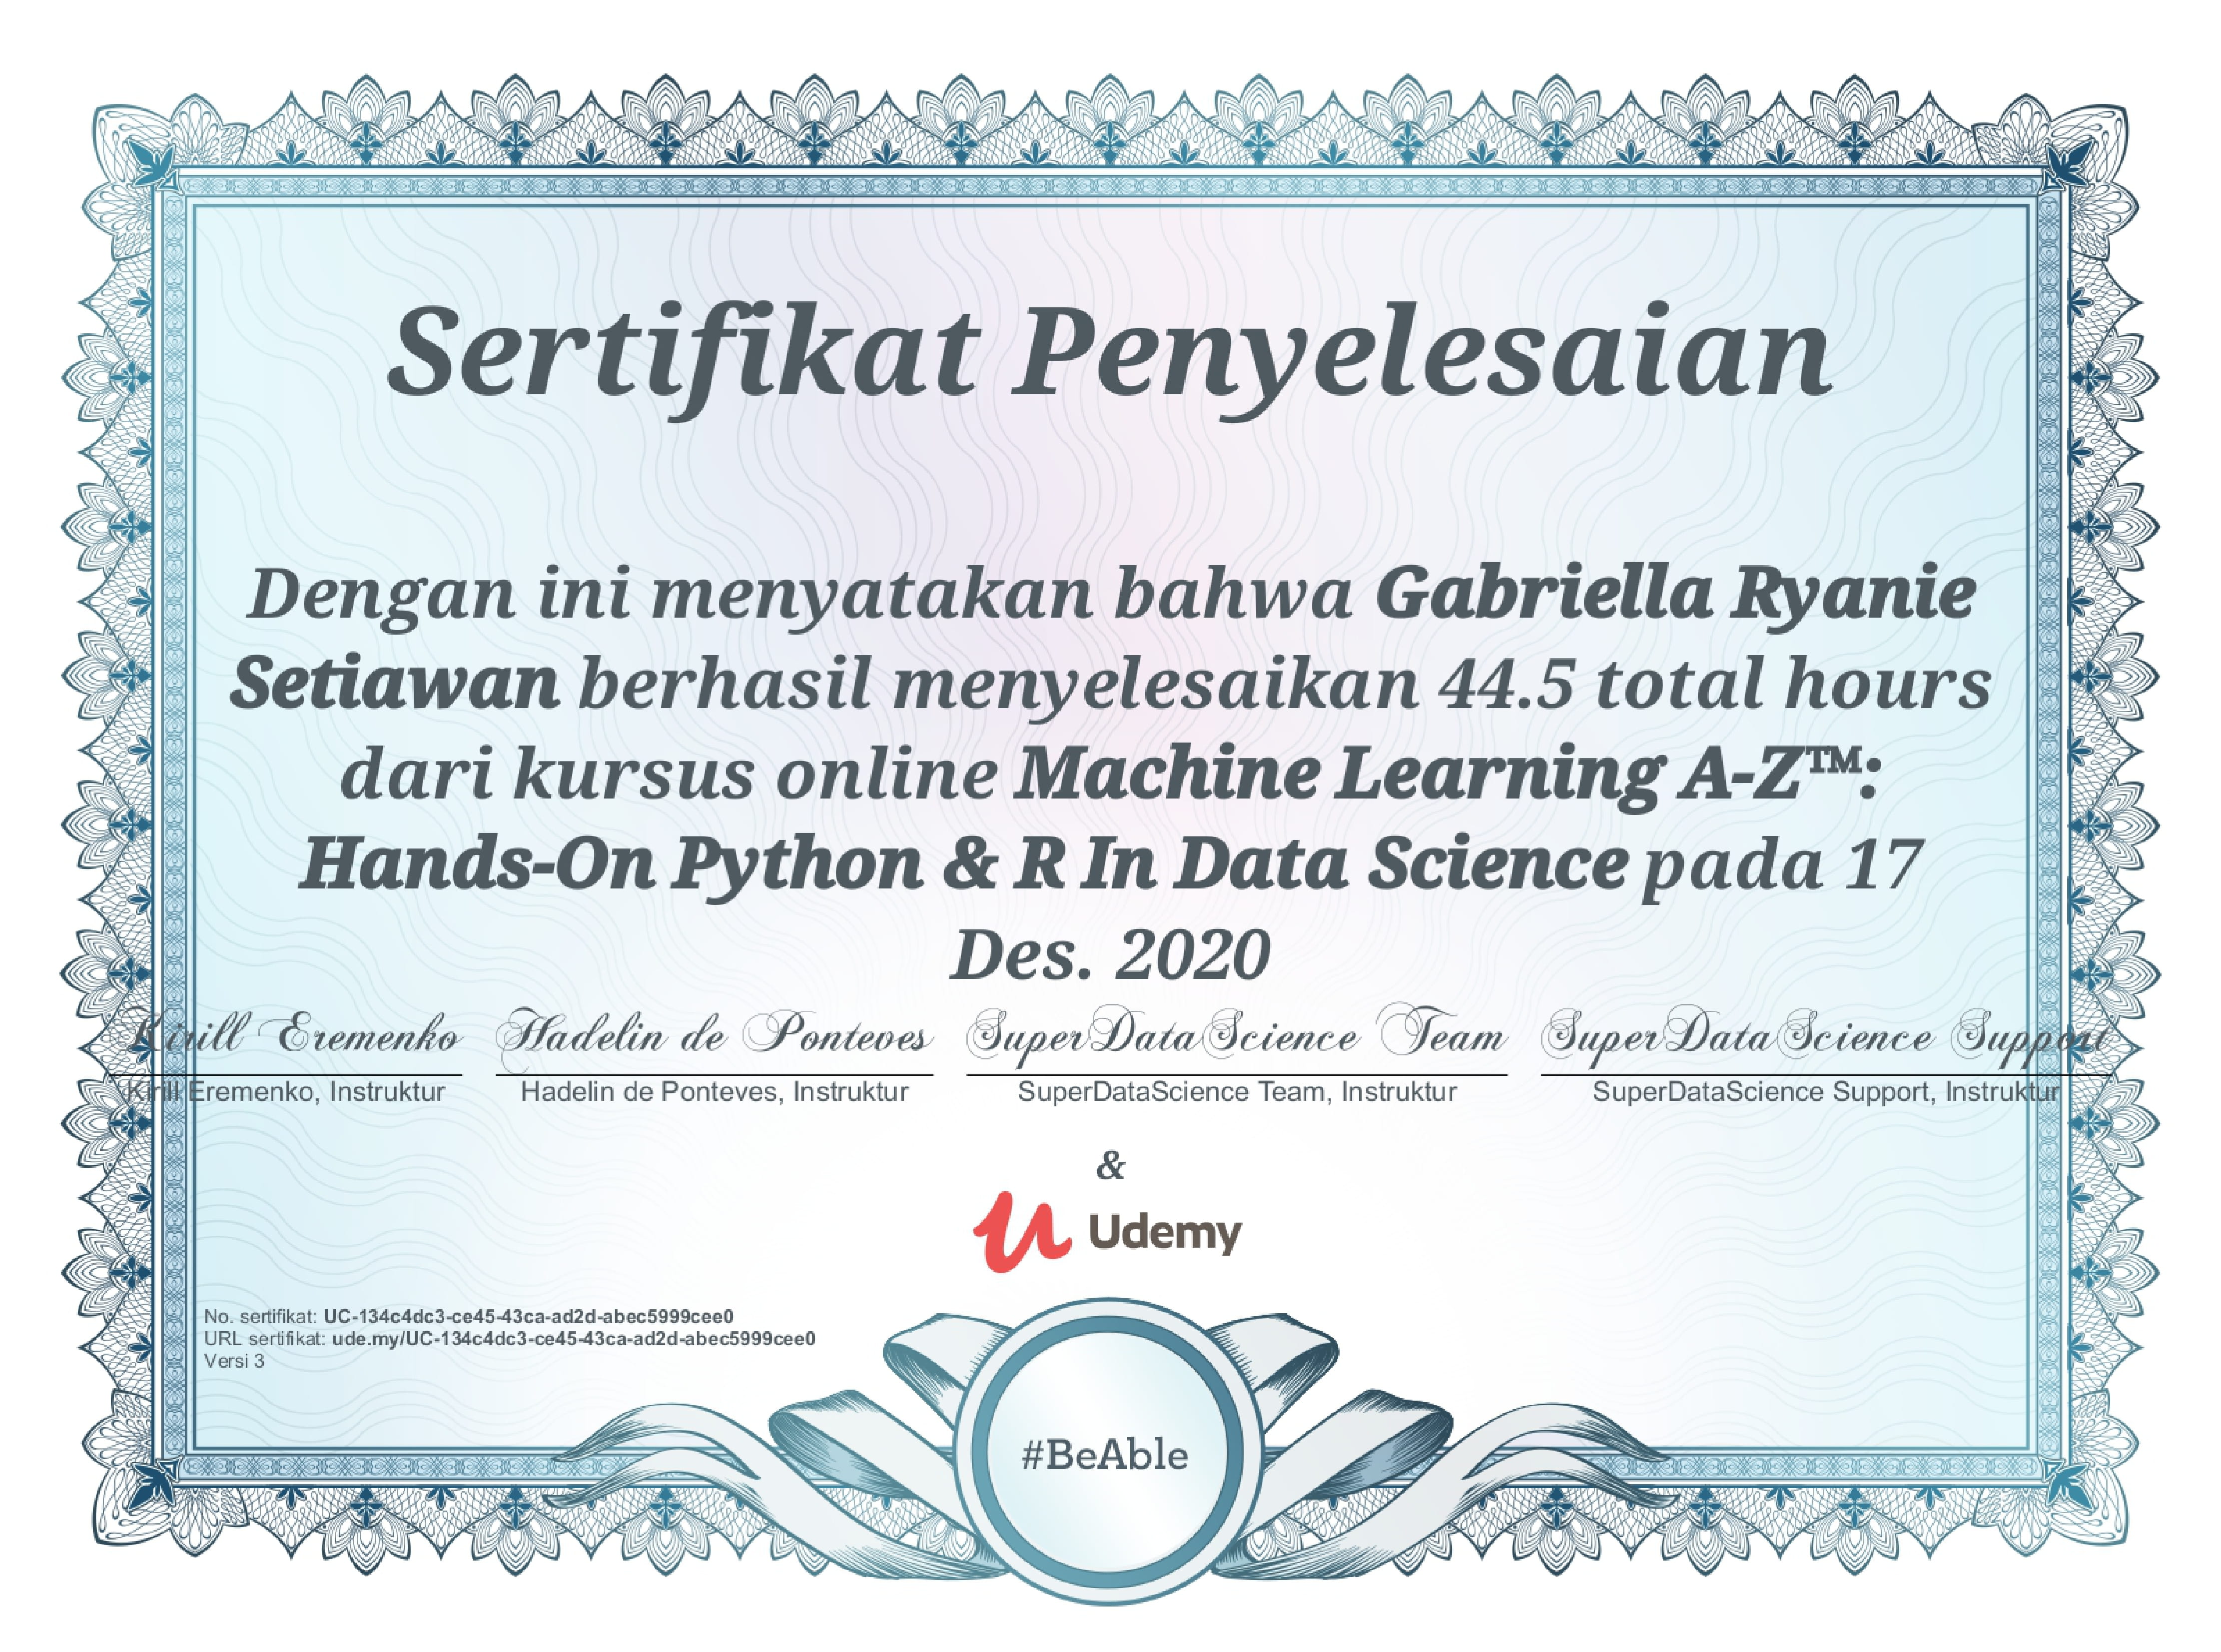 Sertifikat Penyelesaian
Dengan ini menyatakan bahwa Gabriella Ryanie
Setiawan berhasil menyelesaikan 44.5 total hours
dari kursus online Machine Learning A-Z™:
Hands-On Python & R In Data Science pada 17
Des. 2020
Kirill Eremenko Hadelin de Ponteves SuperDataScience Team SuperDataScience Support
Kirill Eremenko, Instruktur Hadelin de Ponteves, Instruktur SuperDataScience Team, Instruktur SuperDataScience Support, Instruktur
&
Udemy
No. sertifikat: UC-134c4dc3-ce45-43ca-ad2d-abec5999cee0
URL sertifikat: ude.my/UC-134c4dc3-ce45-43ca-ad2d-abec5999cee0
Versi 3
#BeAble